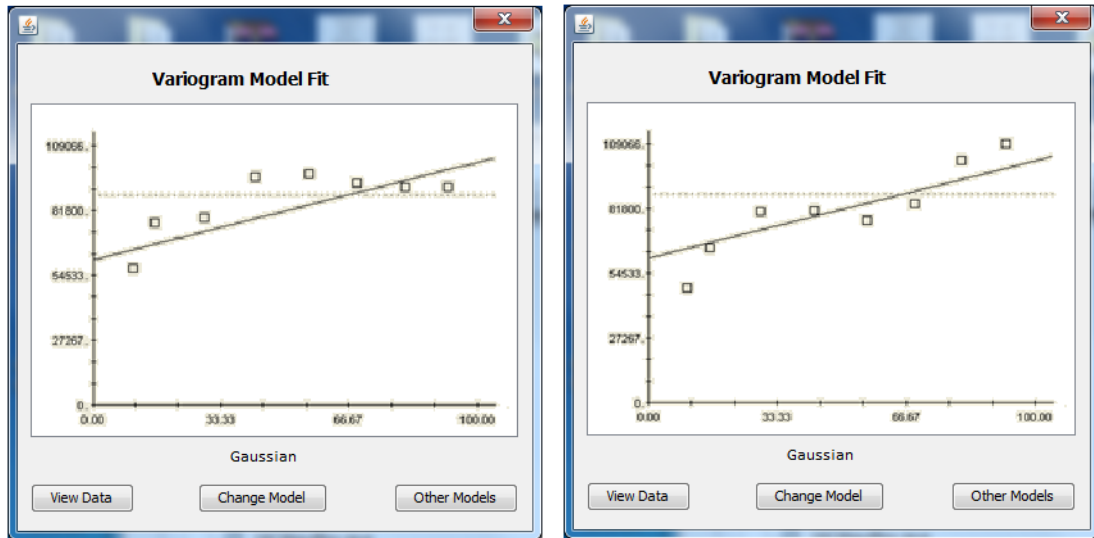 x
Variogram Model Fit
109066.
81800.
54533.
27267.
0.
0.00
33.33
66.67
100.00
Gaussian
View Data
Change Model
Other Models
x
Variogram Model Fit
109066.
81800.
54533.
27267.
0.
0.00
33.33
66.67
100.00
Gaussian
View Data
Change Model
Other Models